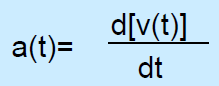 a(t)= d[v(t)]
dt